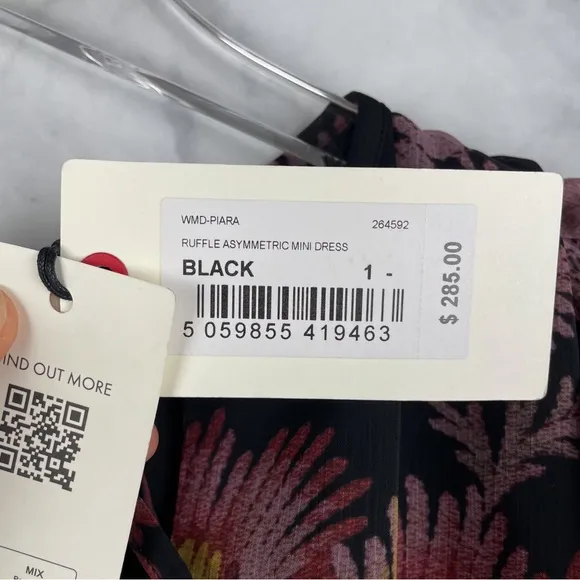 WMD-PIARA 264592
RUFFLE ASYMMETRIC MINI DRESS
BLACK 1 -
5 059855 419463
$ 285.00
IND OUT MORE
MIX